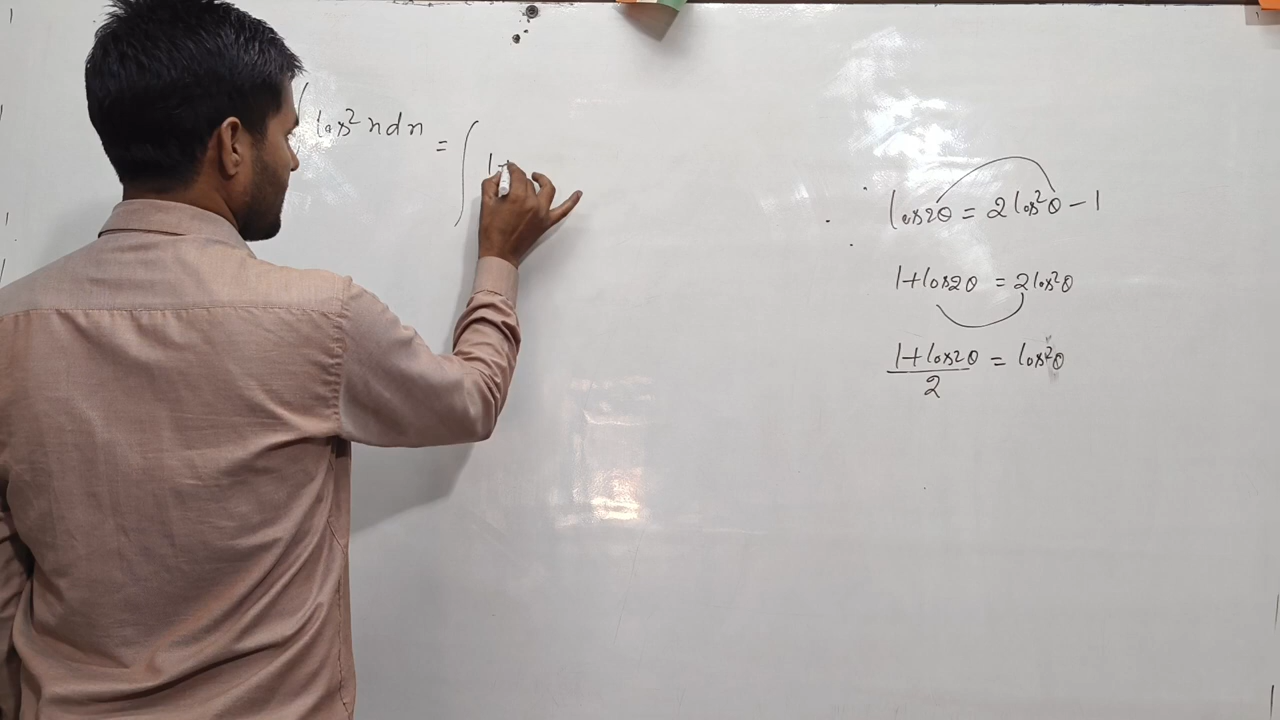 ∫ cos²x dx = ∫ 1+
cos2θ = 2cos²θ - 1
1+cos2θ = 2cos²θ
(1+cos2θ)/2 = cos²θ